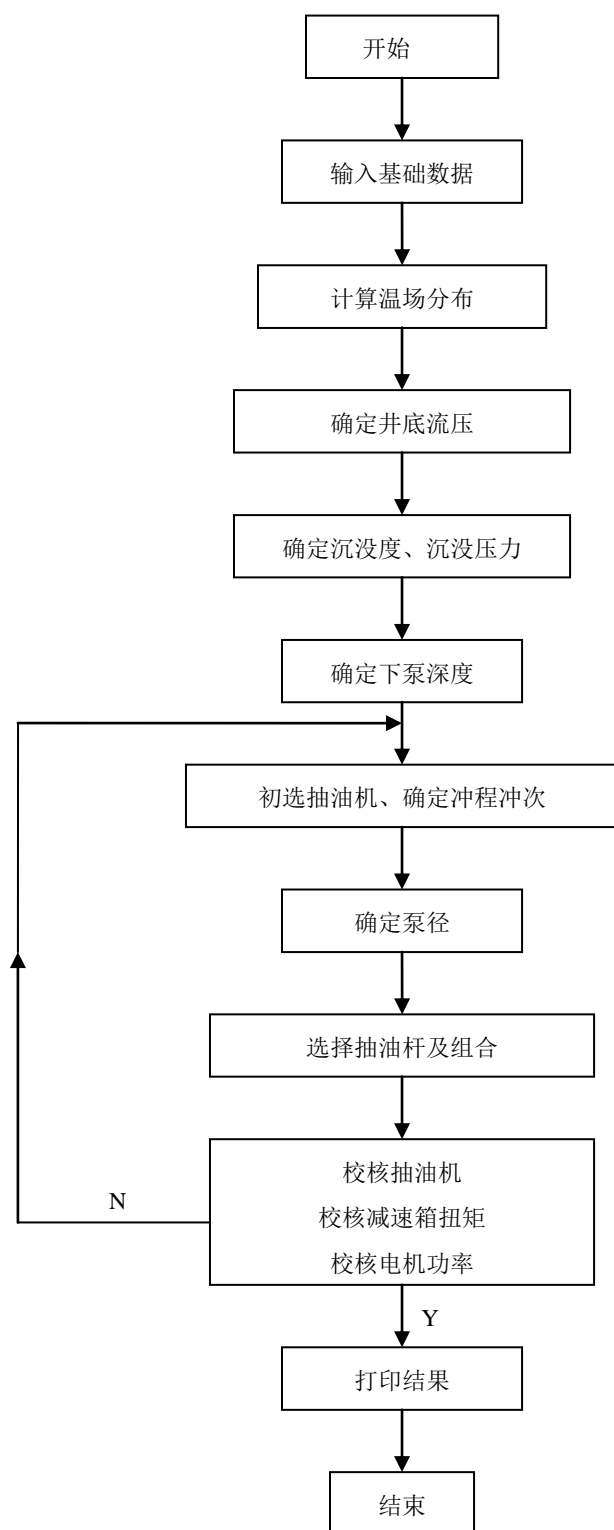 开始
输入基础数据
计算温场分布
确定井底流压
确定沉没度、沉没压力
确定下泵深度
初选抽油机、确定冲程冲次
确定泵径
选择抽油杆及组合
校核抽油机
校核减速箱扭矩
校核电机功率
N
Y
打印结果
结束